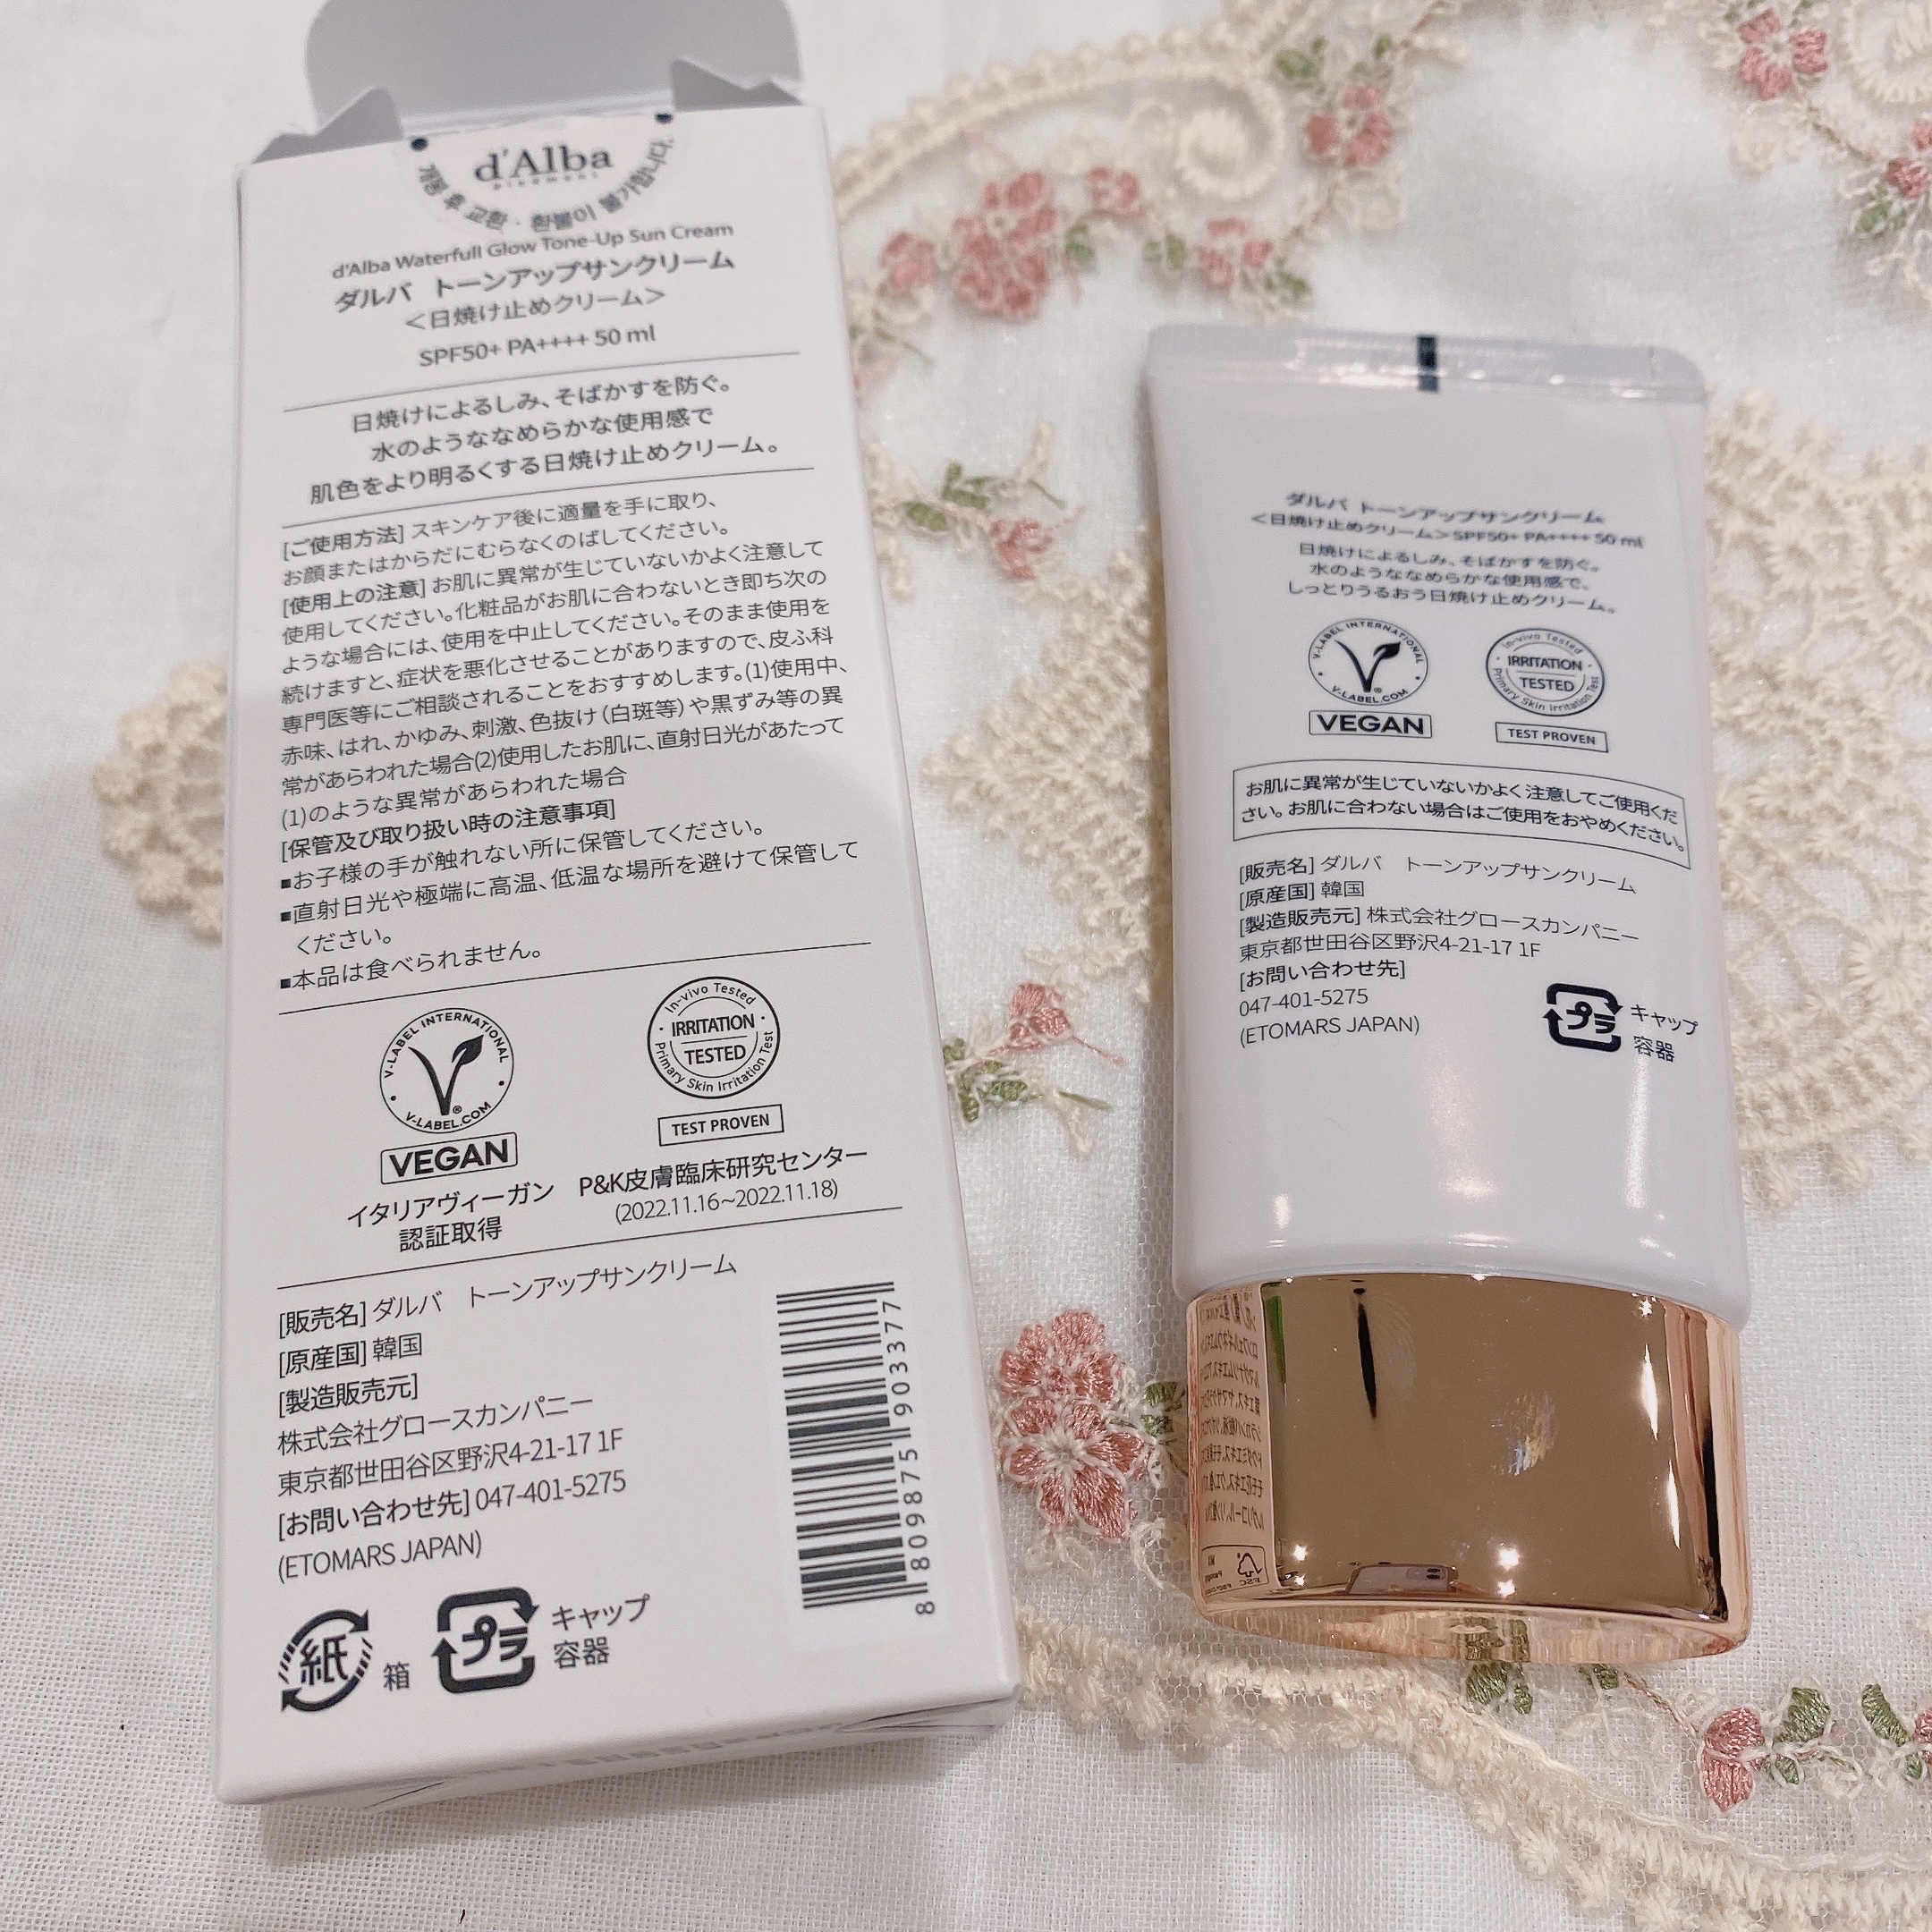 d'Alba
piedmont
개봉 후 교환 · 환불이 불가합니다.
d'Alba Waterfull Glow Tone-Up Sun Cream
ダルバ　トーンアップサンクリーム
＜日焼け止めクリーム＞
SPF50+ PA++++ 50 ml
日焼けによるしみ、そばかすを防ぐ。
水のようななめらかな使用感で
肌色をより明るくする日焼け止めクリーム。
[ご使用方法] スキンケア後に適量を手に取り、
お顔またはからだにむらなくのばしてください。
[使用上の注意] お肌に異常が生じていないかよく注意して
使用してください。化粧品がお肌に合わないとき即ち次の
ような場合には、使用を中止してください。そのまま使用を
続けますと、症状を悪化させることがありますので、皮ふ科
専門医等にご相談されることをおすすめします。(1)使用中、
赤味、はれ、かゆみ、刺激、色抜け（白斑等）や黒ずみ等の異
常があらわれた場合(2)使用したお肌に、直射日光があたって
(1)のような異常があらわれた場合
[保管及び取り扱い時の注意事項]
■お子様の手が触れない所に保管してください。
■直射日光や極端に高温、低温な場所を避けて保管して
ください。
■本品は食べられません。
V-LABEL INTERNATIONAL
V-LABEL.COM
VEGAN
イタリアヴィーガン
認証取得
In-vivo Tested
IRRITATION
TESTED
Primary Skin Irritation Test
TEST PROVEN
P&K皮膚臨床研究センター
(2022.11.16~2022.11.18)
[販売名] ダルバ　トーンアップサンクリーム
[原産国] 韓国
[製造販売元]
株式会社グロースカンパニー
東京都世田谷区野沢4-21-17 1F
[お問い合わせ先] 047-401-5275
(ETOMARS JAPAN)
紙 箱
プラ キャップ
容器
8 809875 903377
ダルバ トーンアップサンクリーム
＜日焼け止めクリーム＞SPF50+ PA++++ 50 ml
日焼けによるしみ、そばかすを防ぐ。
水のようななめらかな使用感で、
しっとりうるおう日焼け止めクリーム。
V-LABEL INTERNATIONAL
V-LABEL.COM
VEGAN
In-vivo Tested
IRRITATION
TESTED
Primary Skin Irritation Test
TEST PROVEN
お肌に異常が生じていないかよく注意してご使用くだ
さい。お肌に合わない場合はご使用をおやめください。
[販売名] ダルバ　トーンアップサンクリーム
[原産国] 韓国
[製造販売元] 株式会社グロースカンパニー
東京都世田谷区野沢4-21-17 1F
[お問い合わせ先]
047-401-5275
(ETOMARS JAPAN)
プラ キャップ
容器